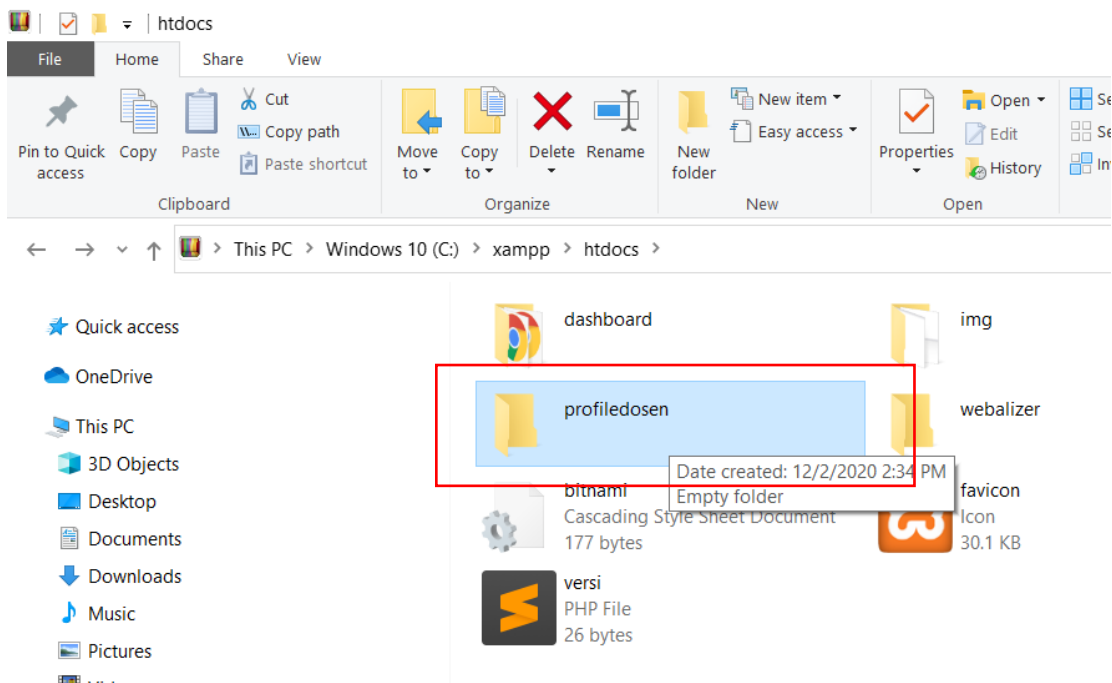 htdocs
File Home Share View
Pin to Quick access
Copy
Paste
Cut
Copy path
Paste shortcut
Clipboard
Move to
Copy to
Delete
Rename
Organize
New folder
New item
Easy access
New
Properties
Open
Edit
History
Open
This PC > Windows 10 (C:) > xampp > htdocs >
Quick access
OneDrive
This PC
3D Objects
Desktop
Documents
Downloads
Music
Pictures
dashboard
img
profiledosen
webalizer
Date created: 12/2/2020 2:34 PM
Empty folder
bitnami
Cascading Style Sheet Document
177 bytes
favicon
Icon
30.1 KB
versi
PHP File
26 bytes